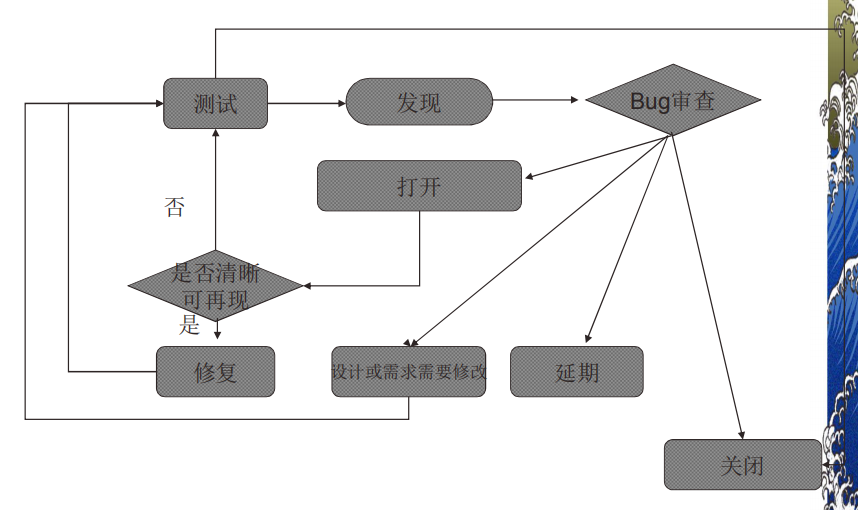 测试
发现
Bug审查
打开
否
是否清晰
可再现
是
修复
设计或需求需要修改
延期
关闭